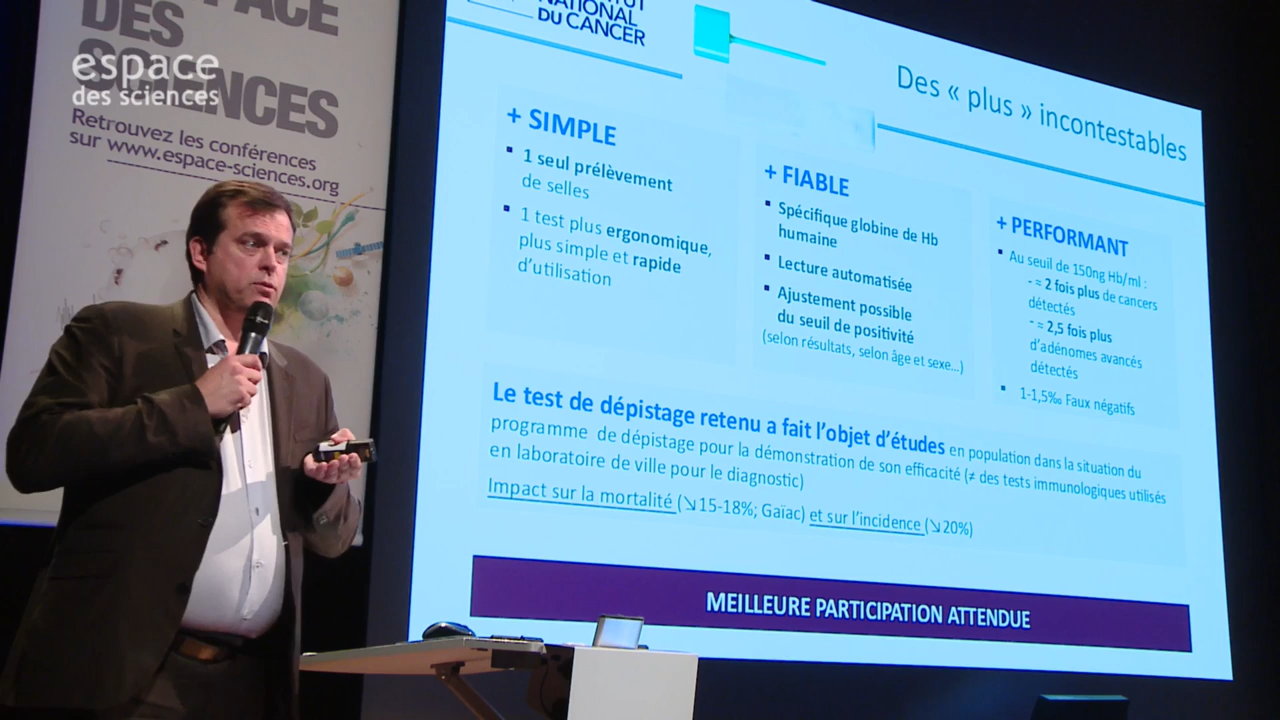 DES
SCIENCES
espace
des sciences
Retrouvez les conférences
sur www.espace-sciences.org
NATIONAL
DU CANCER
Des « plus » incontestables
+ SIMPLE
1 seul prélèvement
de selles
1 test plus ergonomique,
plus simple et rapide
d'utilisation
+ FIABLE
Spécifique globine de Hb
humaine
Lecture automatisée
Ajustement possible
du seuil de positivité
(selon résultats, selon âge et sexe...)
+ PERFORMANT
Au seuil de 150ng Hb/ml :
- ≈ 2 fois plus de cancers
détectés
- ≈ 2,5 fois plus
d'adénomes avancés
détectés
1-1,5‰ Faux négatifs
Le test de dépistage retenu a fait l'objet d'études en population dans la situation du
programme de dépistage pour la démonstration de son efficacité (≠ des tests immunologiques utilisés
en laboratoire de ville pour le diagnostic)
Impact sur la mortalité (↘15-18%; Gaïac) et sur l'incidence (↘20%)
MEILLEURE PARTICIPATION ATTENDUE